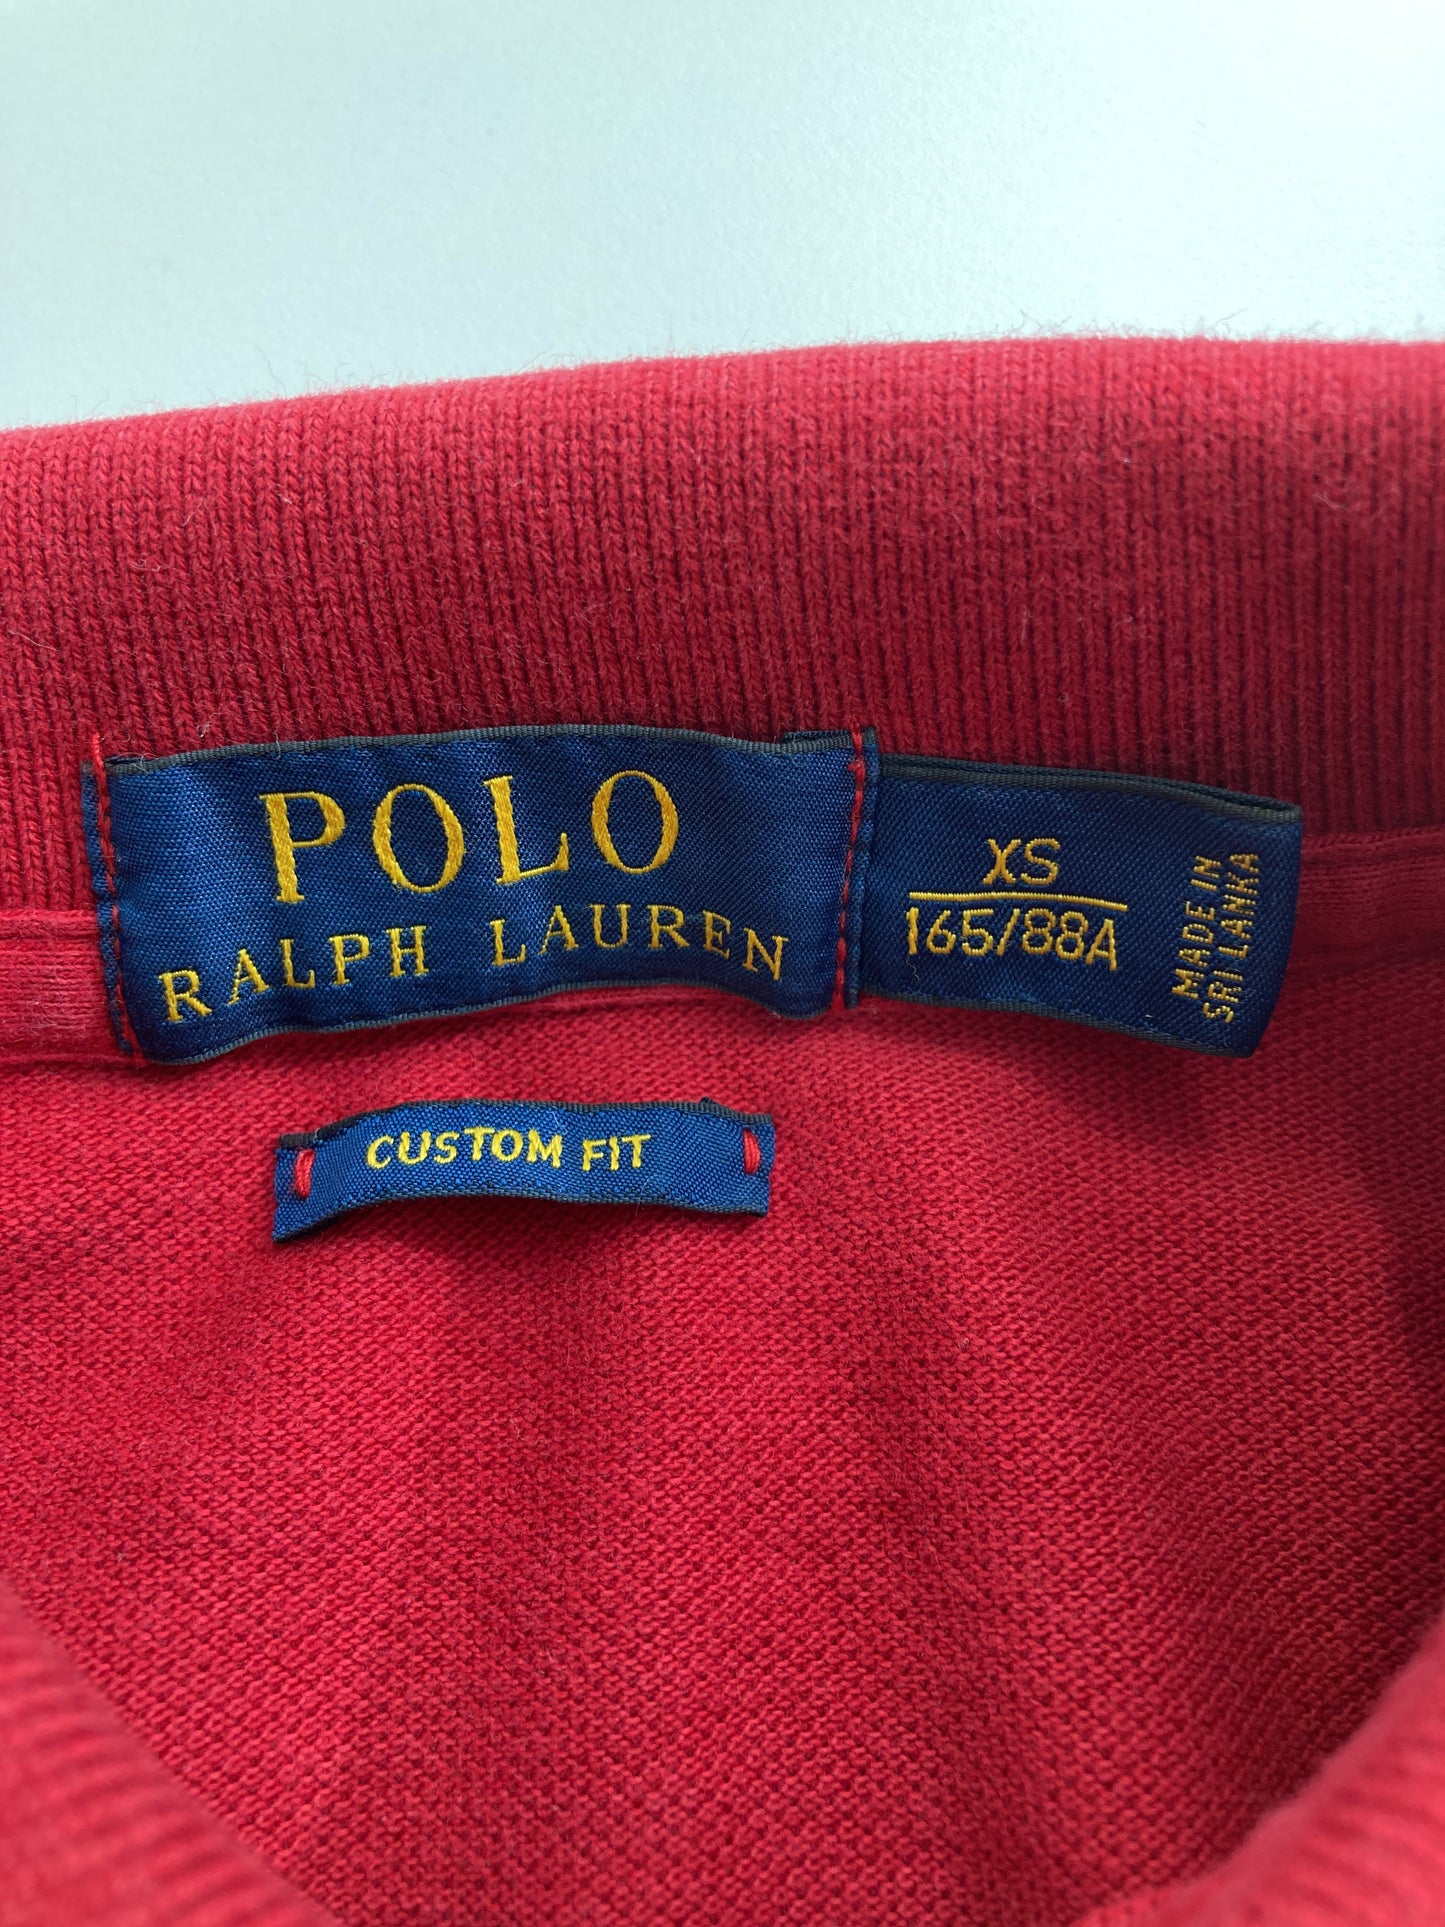 POLO
RALPH LAUREN
XS
165/88A
MADE IN
SRI LANKA
CUSTOM FIT